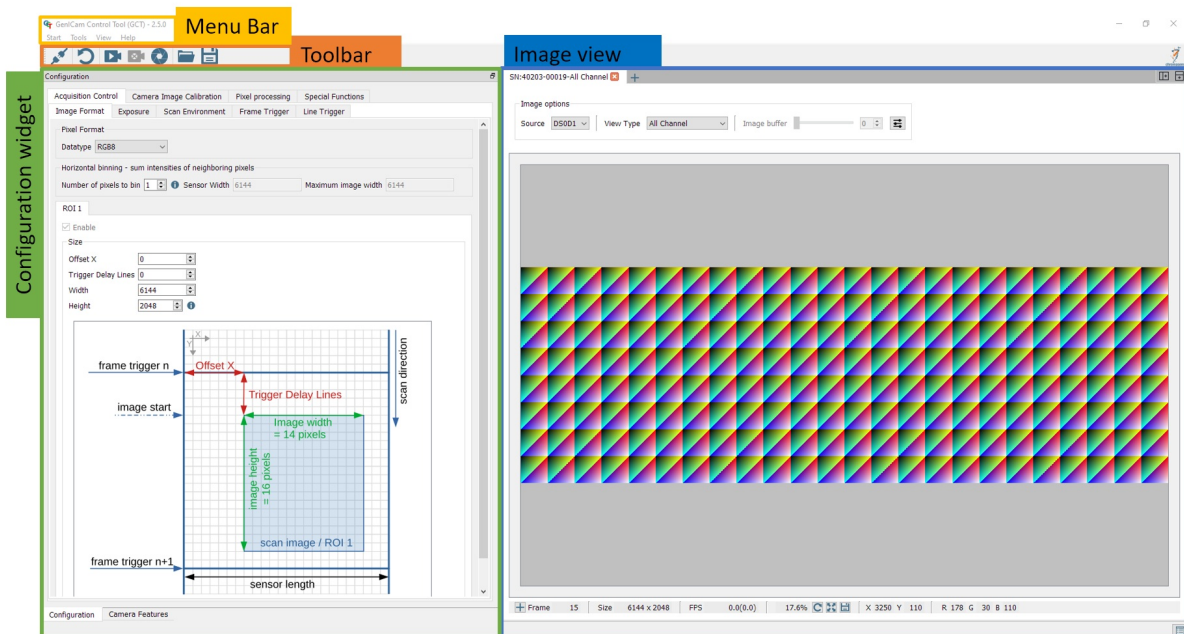 GenICam Control Tool (GCT) - 2.5.0
Menu Bar
Start Tools View Help
Toolbar
Image view
Configuration widget
Configuration
SN:40203-00019-All Channel
Acquisition Control Camera Image Calibration Pixel processing Special Functions
Image Format Exposure Scan Environment Frame Trigger Line Trigger
Pixel Format
Datatype RGB8
Horizontal binning - sum intensities of neighboring pixels
Number of pixels to bin 1 Sensor Width 6144 Maximum image width 6144
ROI 1
Enable
Size
Offset X 0
Trigger Delay Lines 0
Width 6144
Height 2048
X
Y
frame trigger n
Offset X
scan direction
Trigger Delay Lines
image start
Image width
= 14 pixels
image height
= 16 pixels
scan image / ROI 1
frame trigger n+1
sensor length
Configuration Camera Features
Image options
Source DS0D1 View Type All Channel Image buffer 0
Frame 15 Size 6144 x 2048 FPS 0.0(0.0) 17.6% X 3250 Y 110 R 178 G 30 B 110